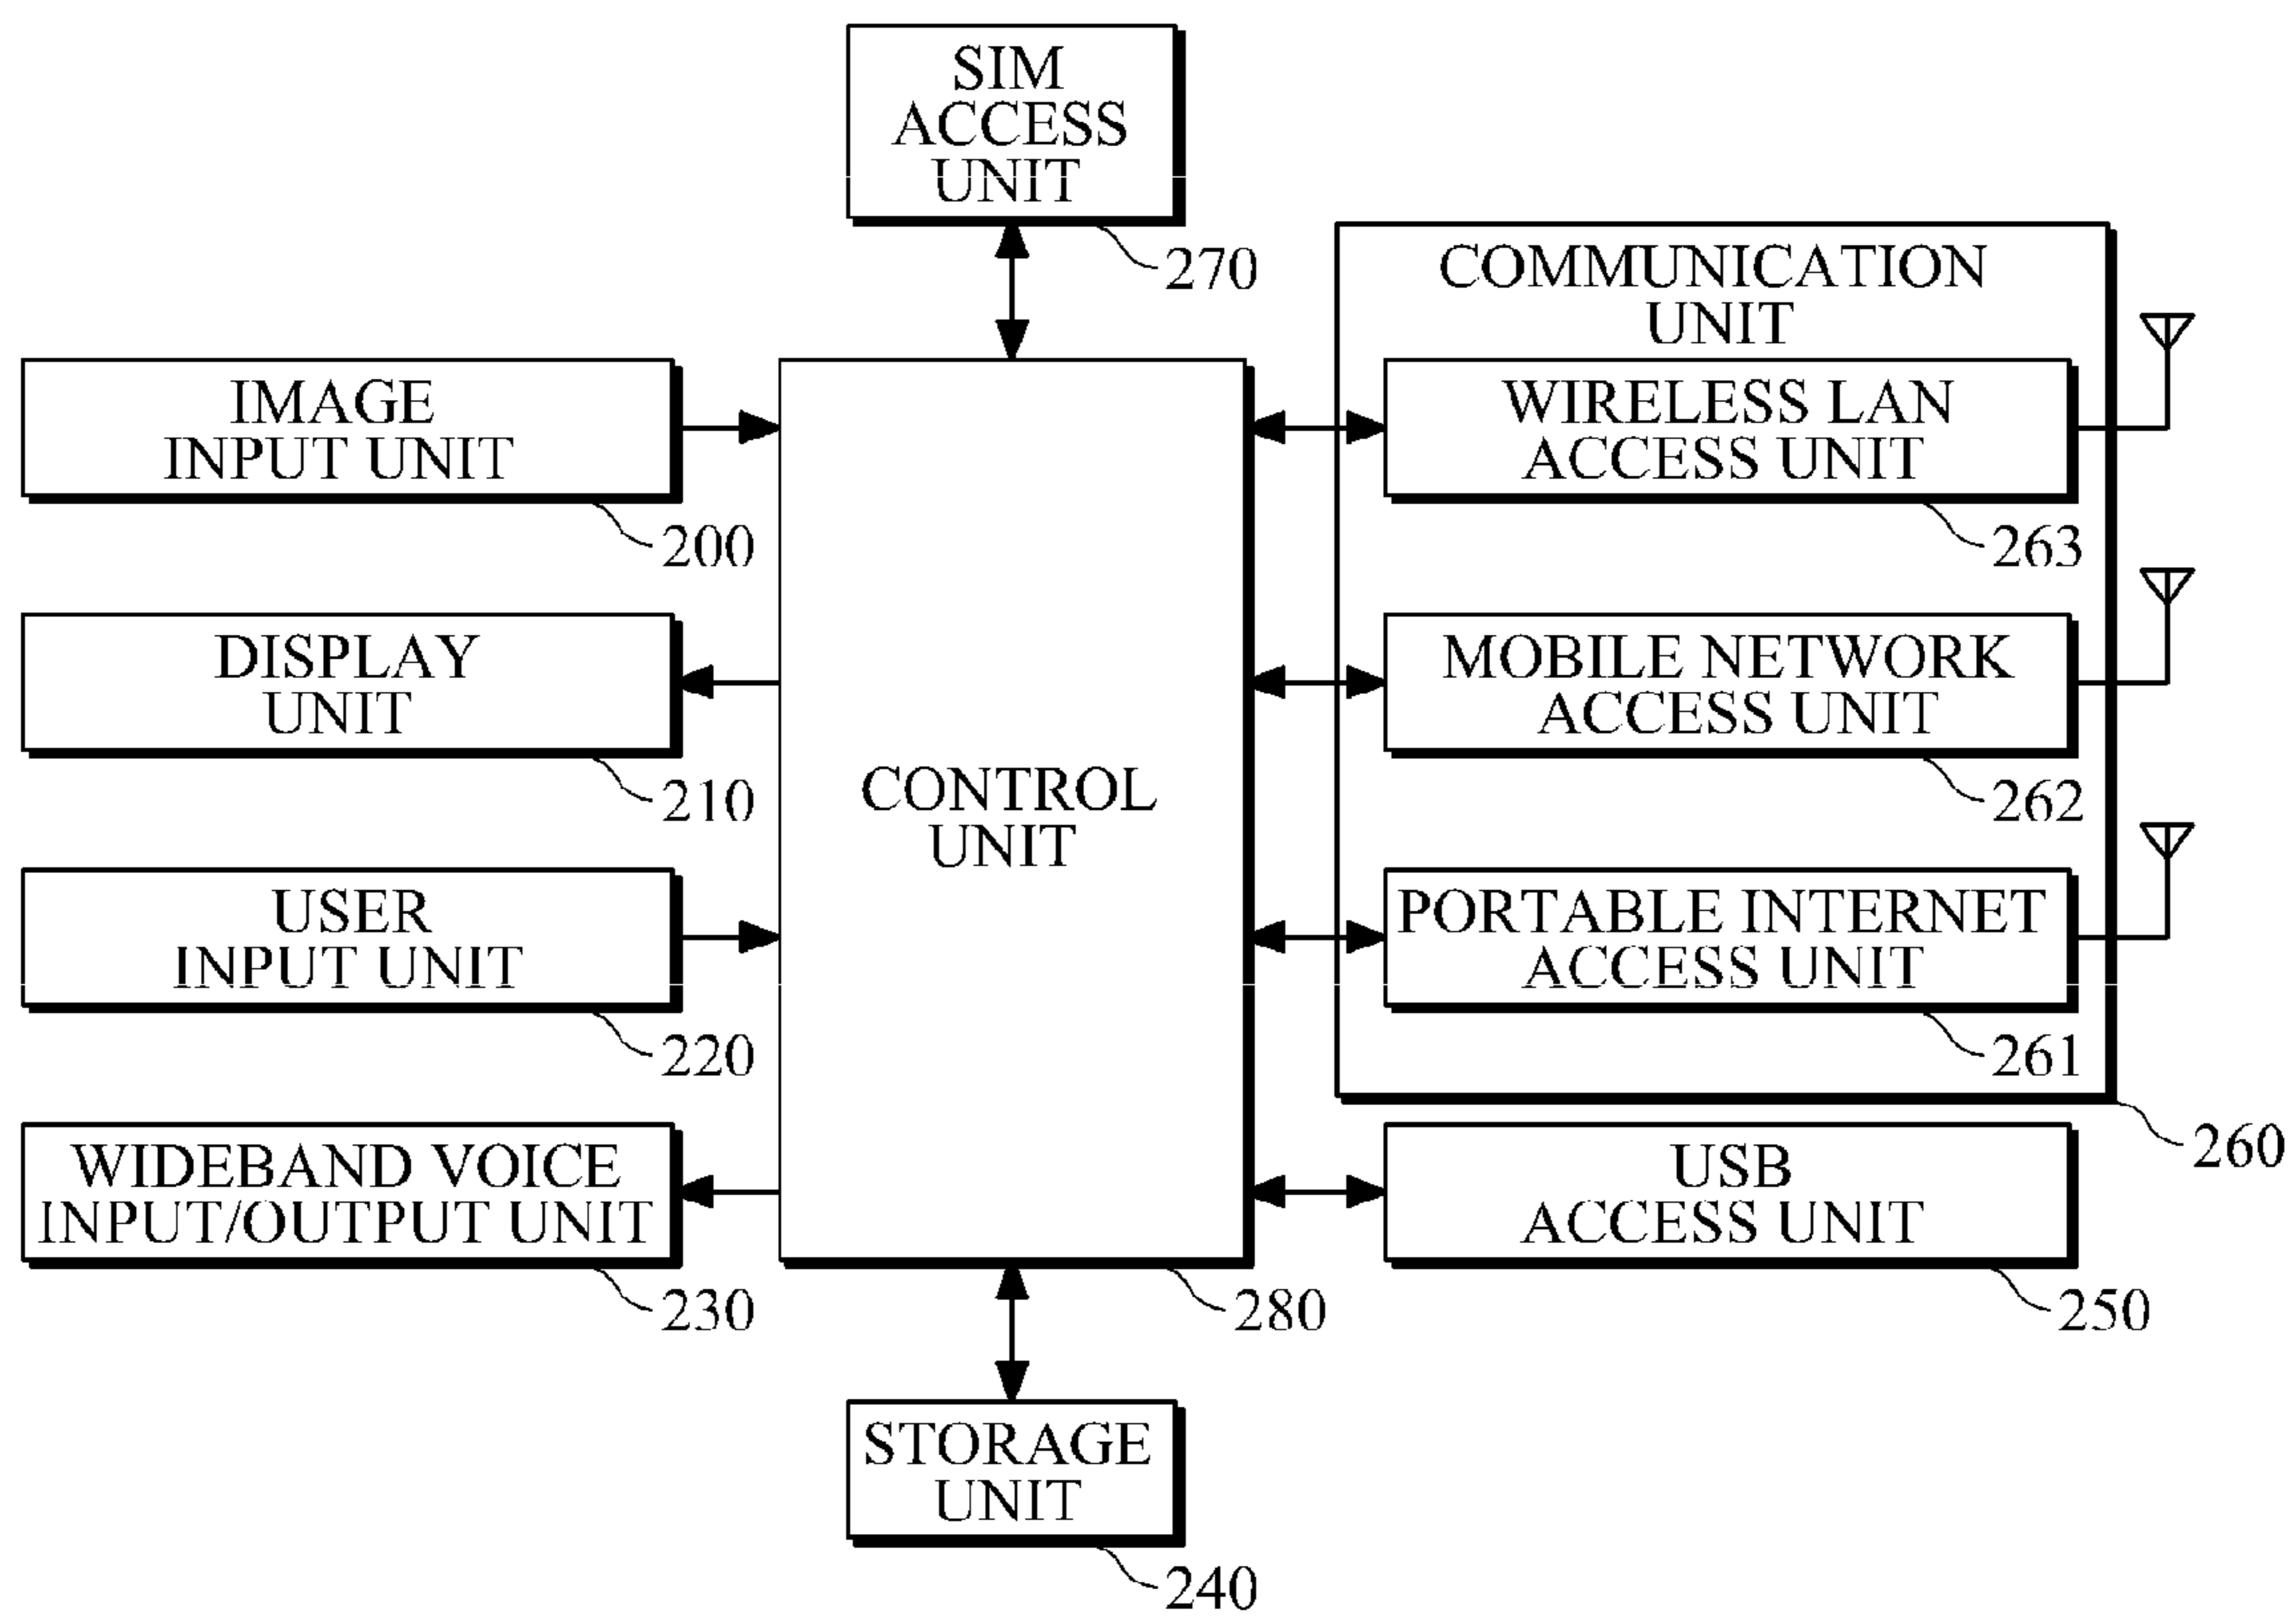 SIM
ACCESS
UNIT
270
COMMUNICATION
UNIT
IMAGE
INPUT UNIT
200
WIRELESS LAN
ACCESS UNIT
263
DISPLAY
UNIT
210
CONTROL
UNIT
280
MOBILE NETWORK
ACCESS UNIT
262
USER
INPUT UNIT
220
PORTABLE INTERNET
ACCESS UNIT
261
260
WIDEBAND VOICE
INPUT/OUTPUT UNIT
230
USB
ACCESS UNIT
250
STORAGE
UNIT
240